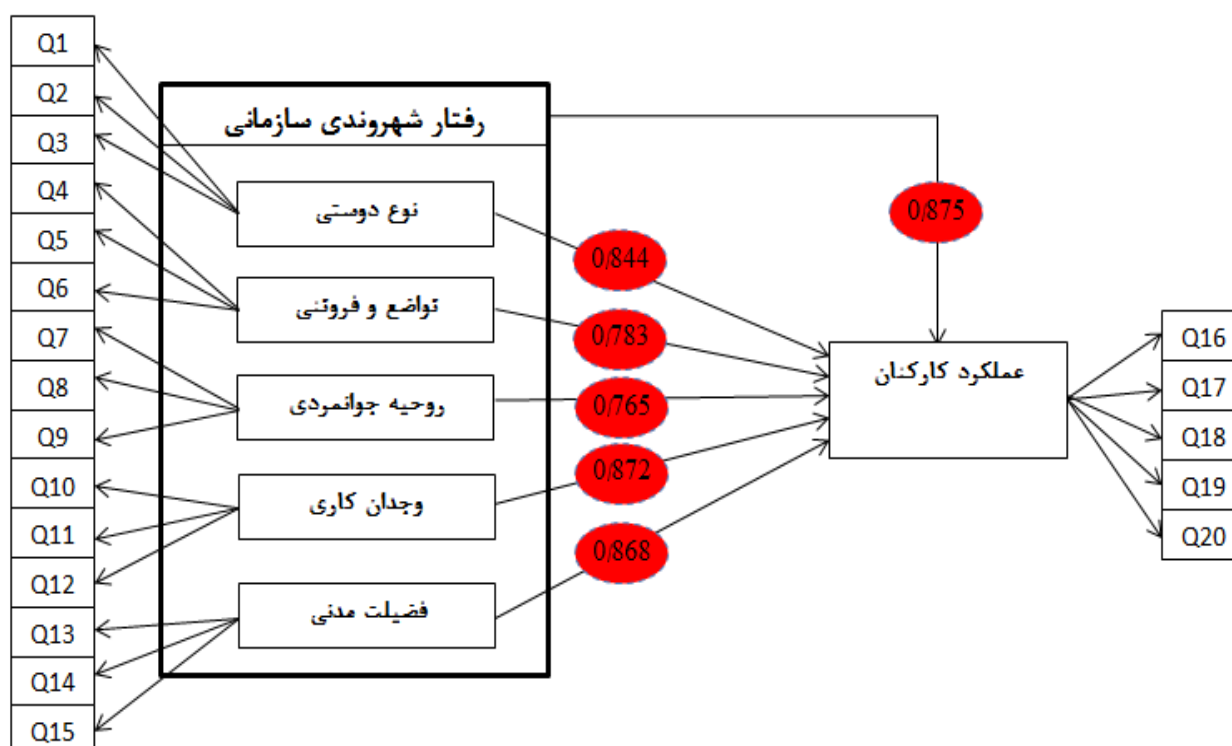 Q1
Q2
Q3
Q4
Q5
Q6
Q7
Q8
Q9
Q10
Q11
Q12
Q13
Q14
Q15
رفتار شهروندی سازمانی
نوع دوستی
تواضع و فروتنی
روحیه جوانمردی
وجدان کاری
فضیلت مدنی
0/875
0/844
0/783
0/765
0/872
0/868
عملکرد کارکنان
Q16
Q17
Q18
Q19
Q20